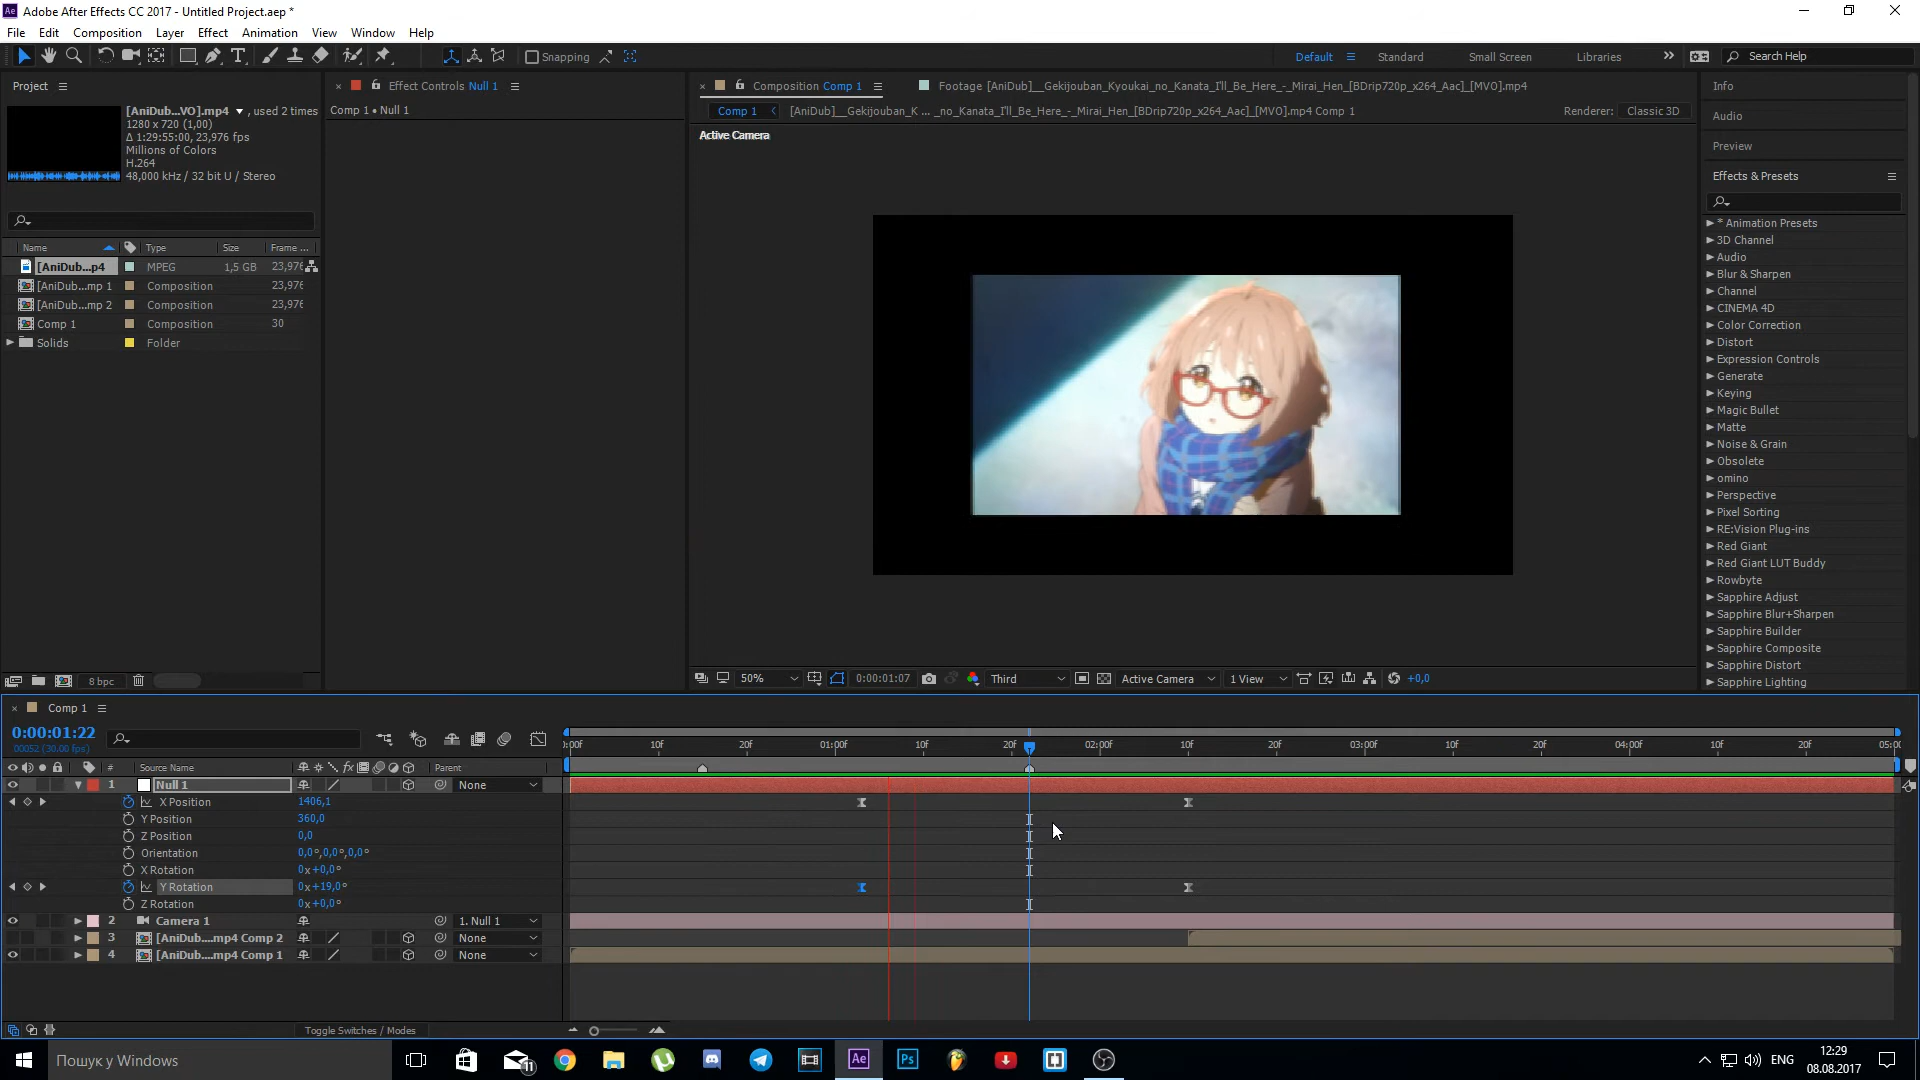 Adobe After Effects CC 2017 - Untitled Project.aep *
File Edit Composition Layer Effect Animation View Window Help
Snapping
Default Standard Small Screen Libraries Search Help
Project
[AniDub...VO].mp4 ▼, used 2 times
1280 x 720 (1,00)
Δ 1:29:55:00, 23,976 fps
Millions of Colors
H.264
48,000 kHz / 32 bit U / Stereo
Name Type Size Frame ...
[AniDub...p4 MPEG 1,5 GB 23,976
[AniDub...mp 1 Composition 23,976
[AniDub...mp 2 Composition 23,976
Comp 1 Composition 30
Solids Folder
8 bpc
Effect Controls Null 1
Comp 1 • Null 1
Composition Comp 1
Footage [AniDub]__Gekijouban_Kyoukai_no_Kanata_I'll_Be_Here_-_Mirai_Hen_[BDrip720p_x264_Aac]_[MVO].mp4
Comp 1 [AniDub]__Gekijouban_K ... _no_Kanata_I'll_Be_Here_-_Mirai_Hen_[BDrip720p_x264_Aac]_[MVO].mp4 Comp 1
Renderer: Classic 3D
Active Camera
50% 0:00:01:07 Third Active Camera 1 View +0,0
Info
Audio
Preview
Effects & Presets
* Animation Presets
3D Channel
Audio
Blur & Sharpen
Channel
CINEMA 4D
Color Correction
Distort
Expression Controls
Generate
Keying
Magic Bullet
Matte
Noise & Grain
Obsolete
omino
Perspective
Pixel Sorting
RE:Vision Plug-ins
Red Giant
Red Giant LUT Buddy
Rowbyte
Sapphire Adjust
Sapphire Blur+Sharpen
Sapphire Builder
Sapphire Composite
Sapphire Distort
Sapphire Lighting
Comp 1
0:00:01:22
00052 (30.00 fps)
:00f 10f 20f 01:00f 10f 20f 02:00f 10f 20f 03:00f 10f 20f 04:00f 10f 20f 05:00
# Source Name Parent
1 Null 1 None
X Position 1406,1
Y Position 360,0
Z Position 0,0
Orientation 0,0°,0,0°,0,0°
X Rotation 0x+0,0°
Y Rotation 0x+19,0°
Z Rotation 0x+0,0°
2 Camera 1 1. Null 1
3 [AniDub....mp4 Comp 2 None
4 [AniDub....mp4 Comp 1 None
Toggle Switches / Modes
Пошук у Windows
11
Ae
Ps
ENG
12:29
08.08.2017